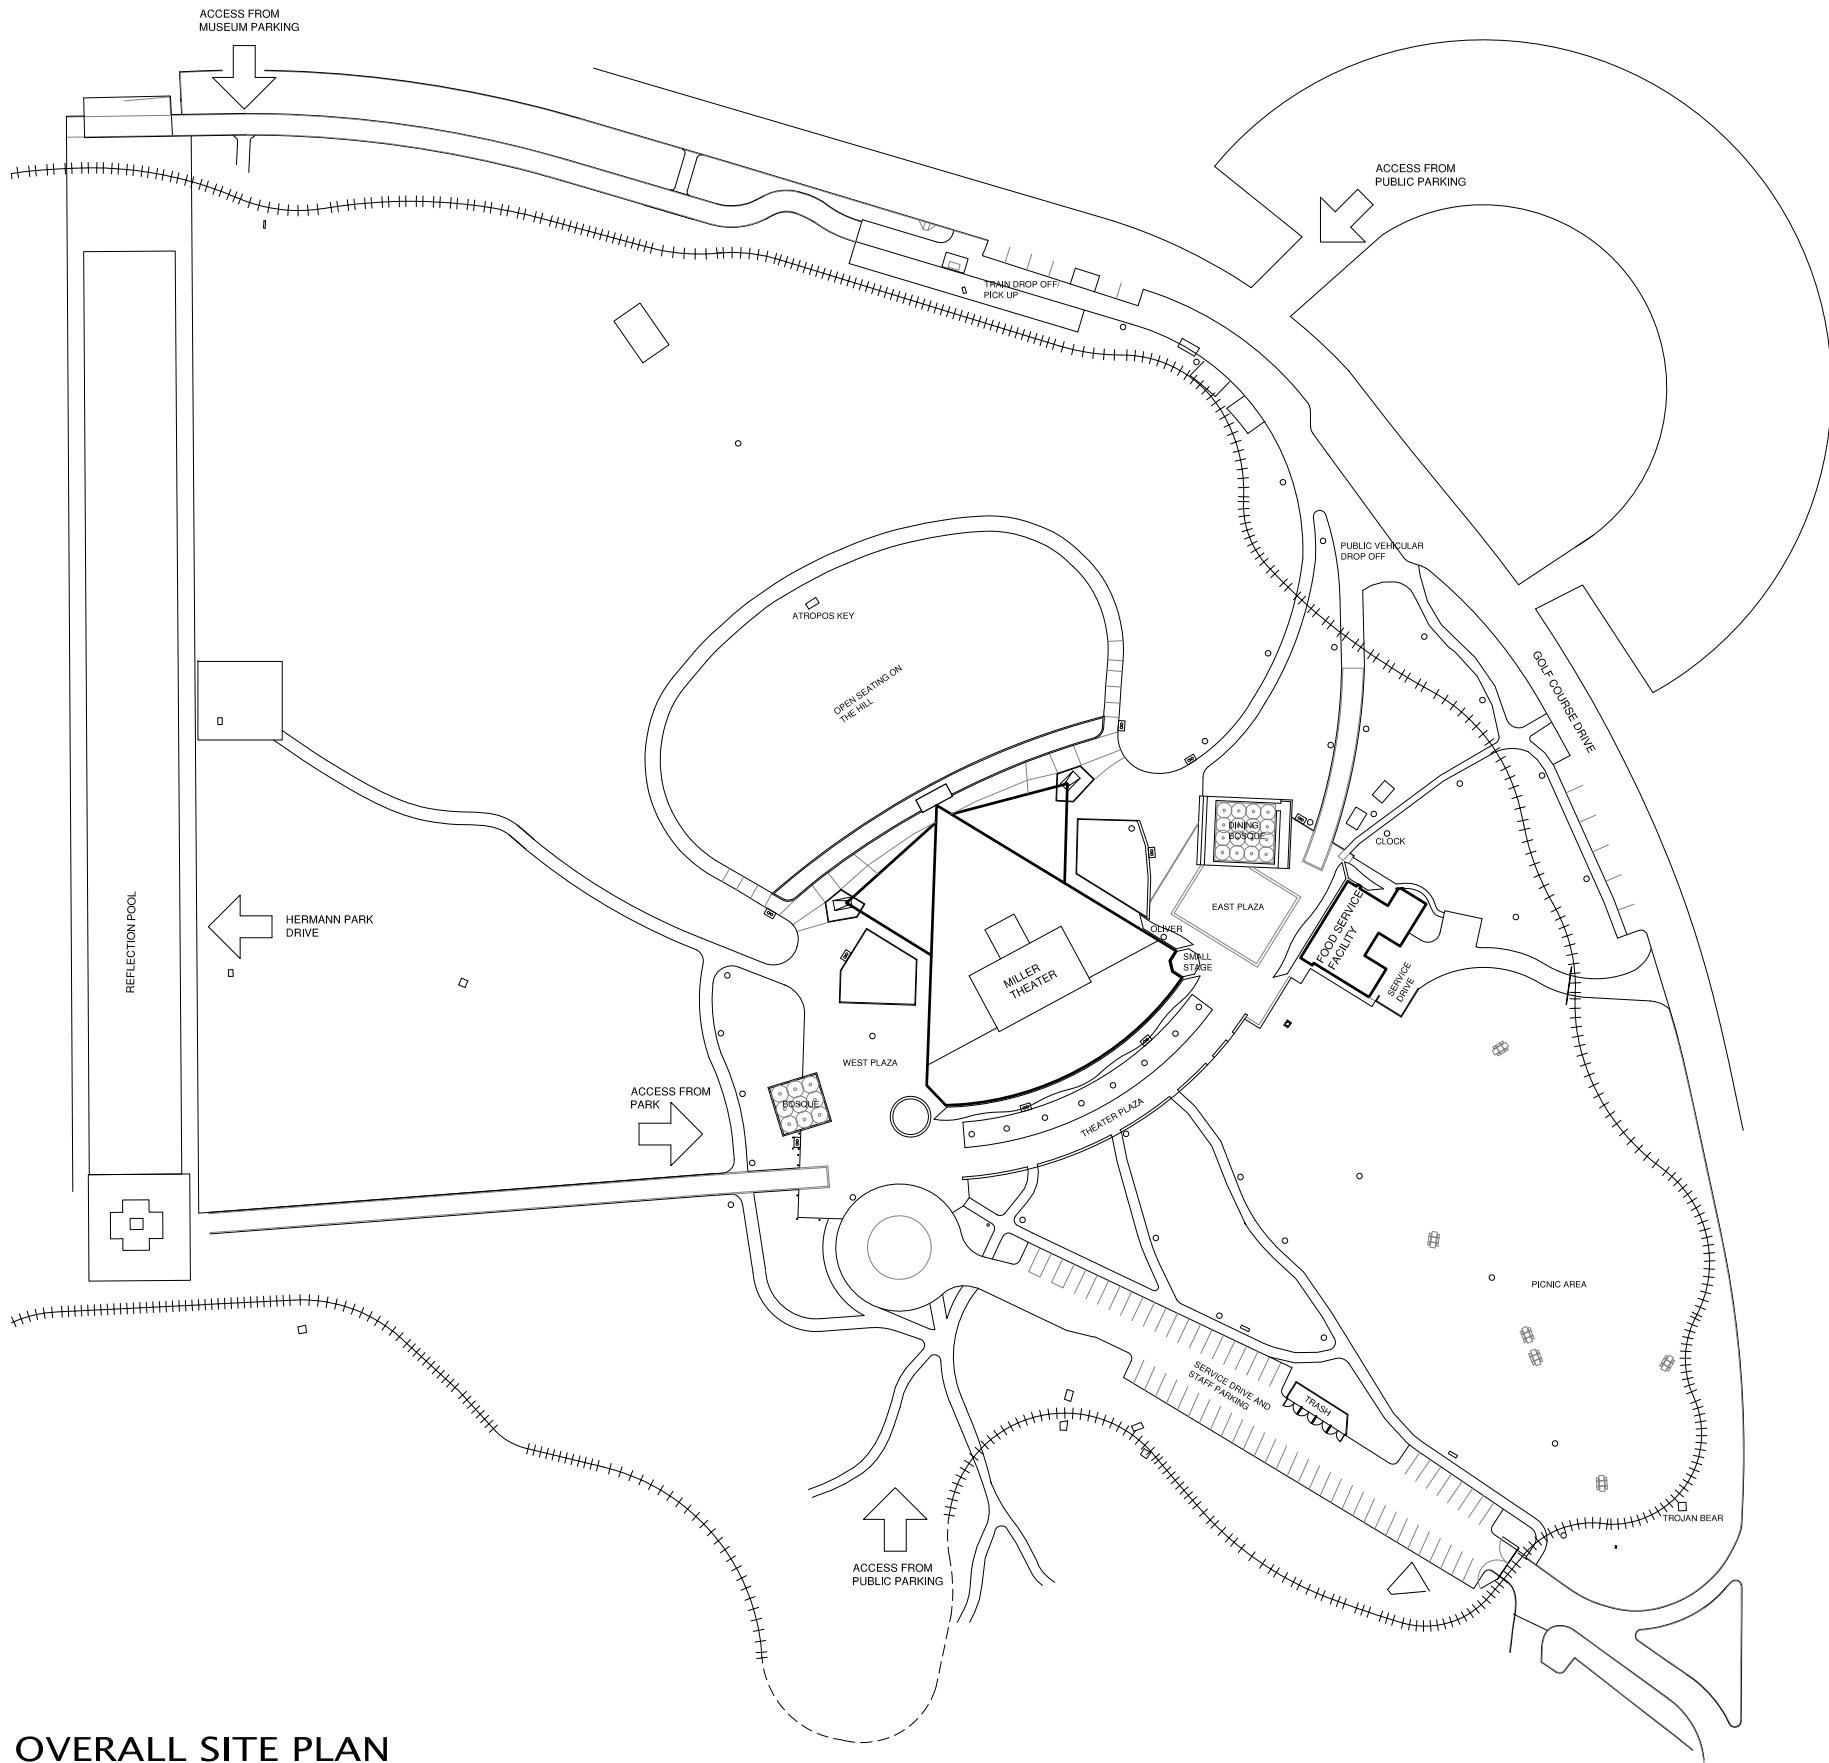 ACCESS FROM
MUSEUM PARKING
ACCESS FROM
PUBLIC PARKING
TRAIN DROP OFF/
PICK UP
PUBLIC VEHICULAR
DROP OFF
ATROPOS KEY
OPEN SEATING ON
THE HILL
GOLF COURSE DRIVE
DINING
BOSQUE
CLOCK
REFLECTION POOL
HERMANN PARK
DRIVE
EAST PLAZA
FOOD SERVICE
FACILITY
OLIVER
SMALL
STAGE
SERVICE
DRIVE
MILLER
THEATER
WEST PLAZA
ACCESS FROM
PARK
BOSQUE
THEATER PLAZA
PICNIC AREA
SERVICE DRIVE AND
STAFF PARKING
TRASH
TROJAN BEAR
ACCESS FROM
PUBLIC PARKING
OVERALL SITE PLAN